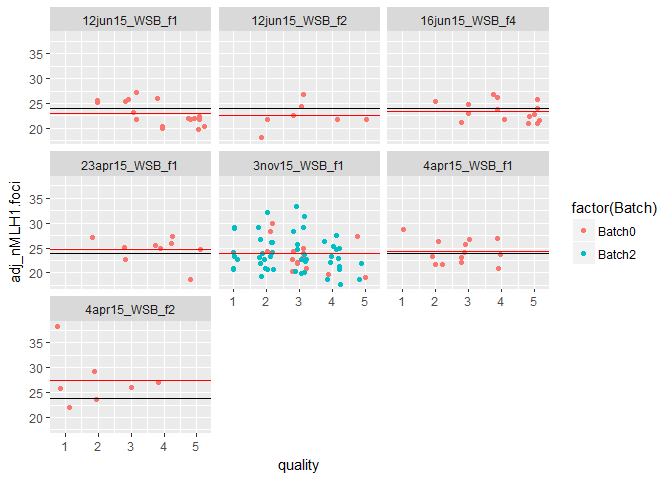 12jun15_WSB_f1 12jun15_WSB_f2 16jun15_WSB_f4
35
30
25
20
23apr15_WSB_f1 3nov15_WSB_f1 4apr15_WSB_f1
35
30
25
20
1 2 3 4 5 1 2 3 4 5
4apr15_WSB_f2
35
30
25
20
1 2 3 4 5
adj_nMLH1.foci
quality
factor(Batch)
Batch0
Batch2